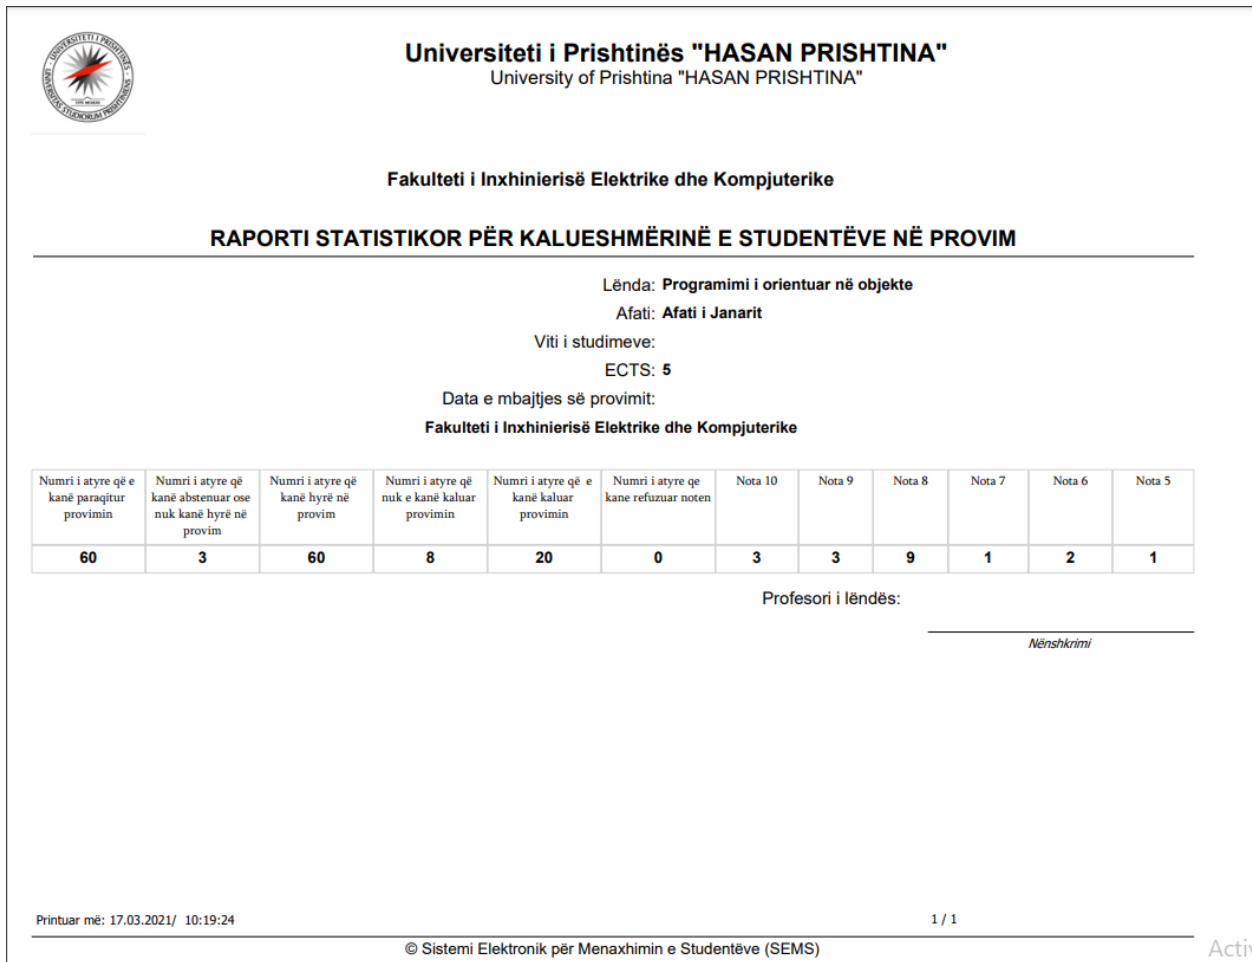 UNIVERSITETI I PRISHTINËS
UNIVERSITAS STUDIORUM PRISHTINIENSIS
Universiteti i Prishtinës "HASAN PRISHTINA"
University of Prishtina "HASAN PRISHTINA"
Fakulteti i Inxhinierisë Elektrike dhe Kompjuterike
RAPORTI STATISTIKOR PËR KALUESHMËRINË E STUDENTËVE NË PROVIM
Lënda: Programimi i orientuar në objekte
Afati: Afati i Janarit
Viti i studimeve:
ECTS: 5
Data e mbajtjes së provimit:
Fakulteti i Inxhinierisë Elektrike dhe Kompjuterike
Numri i atyre që e kanë paraqitur provimin
Numri i atyre që kanë abstenuar ose nuk kanë hyrë në provim
Numri i atyre që kanë hyrë në provim
Numri i atyre që nuk e kanë kaluar provimin
Numri i atyre që e kanë kaluar provimin
Numri i atyre qe kane refuzuar noten
Nota 10
Nota 9
Nota 8
Nota 7
Nota 6
Nota 5
60 3 60 8 20 0 3 3 9 1 2 1
Profesori i lëndës:
Nënshkrimi
Printuar më: 17.03.2021/ 10:19:24
1 / 1
© Sistemi Elektronik për Menaxhimin e Studentëve (SEMS)